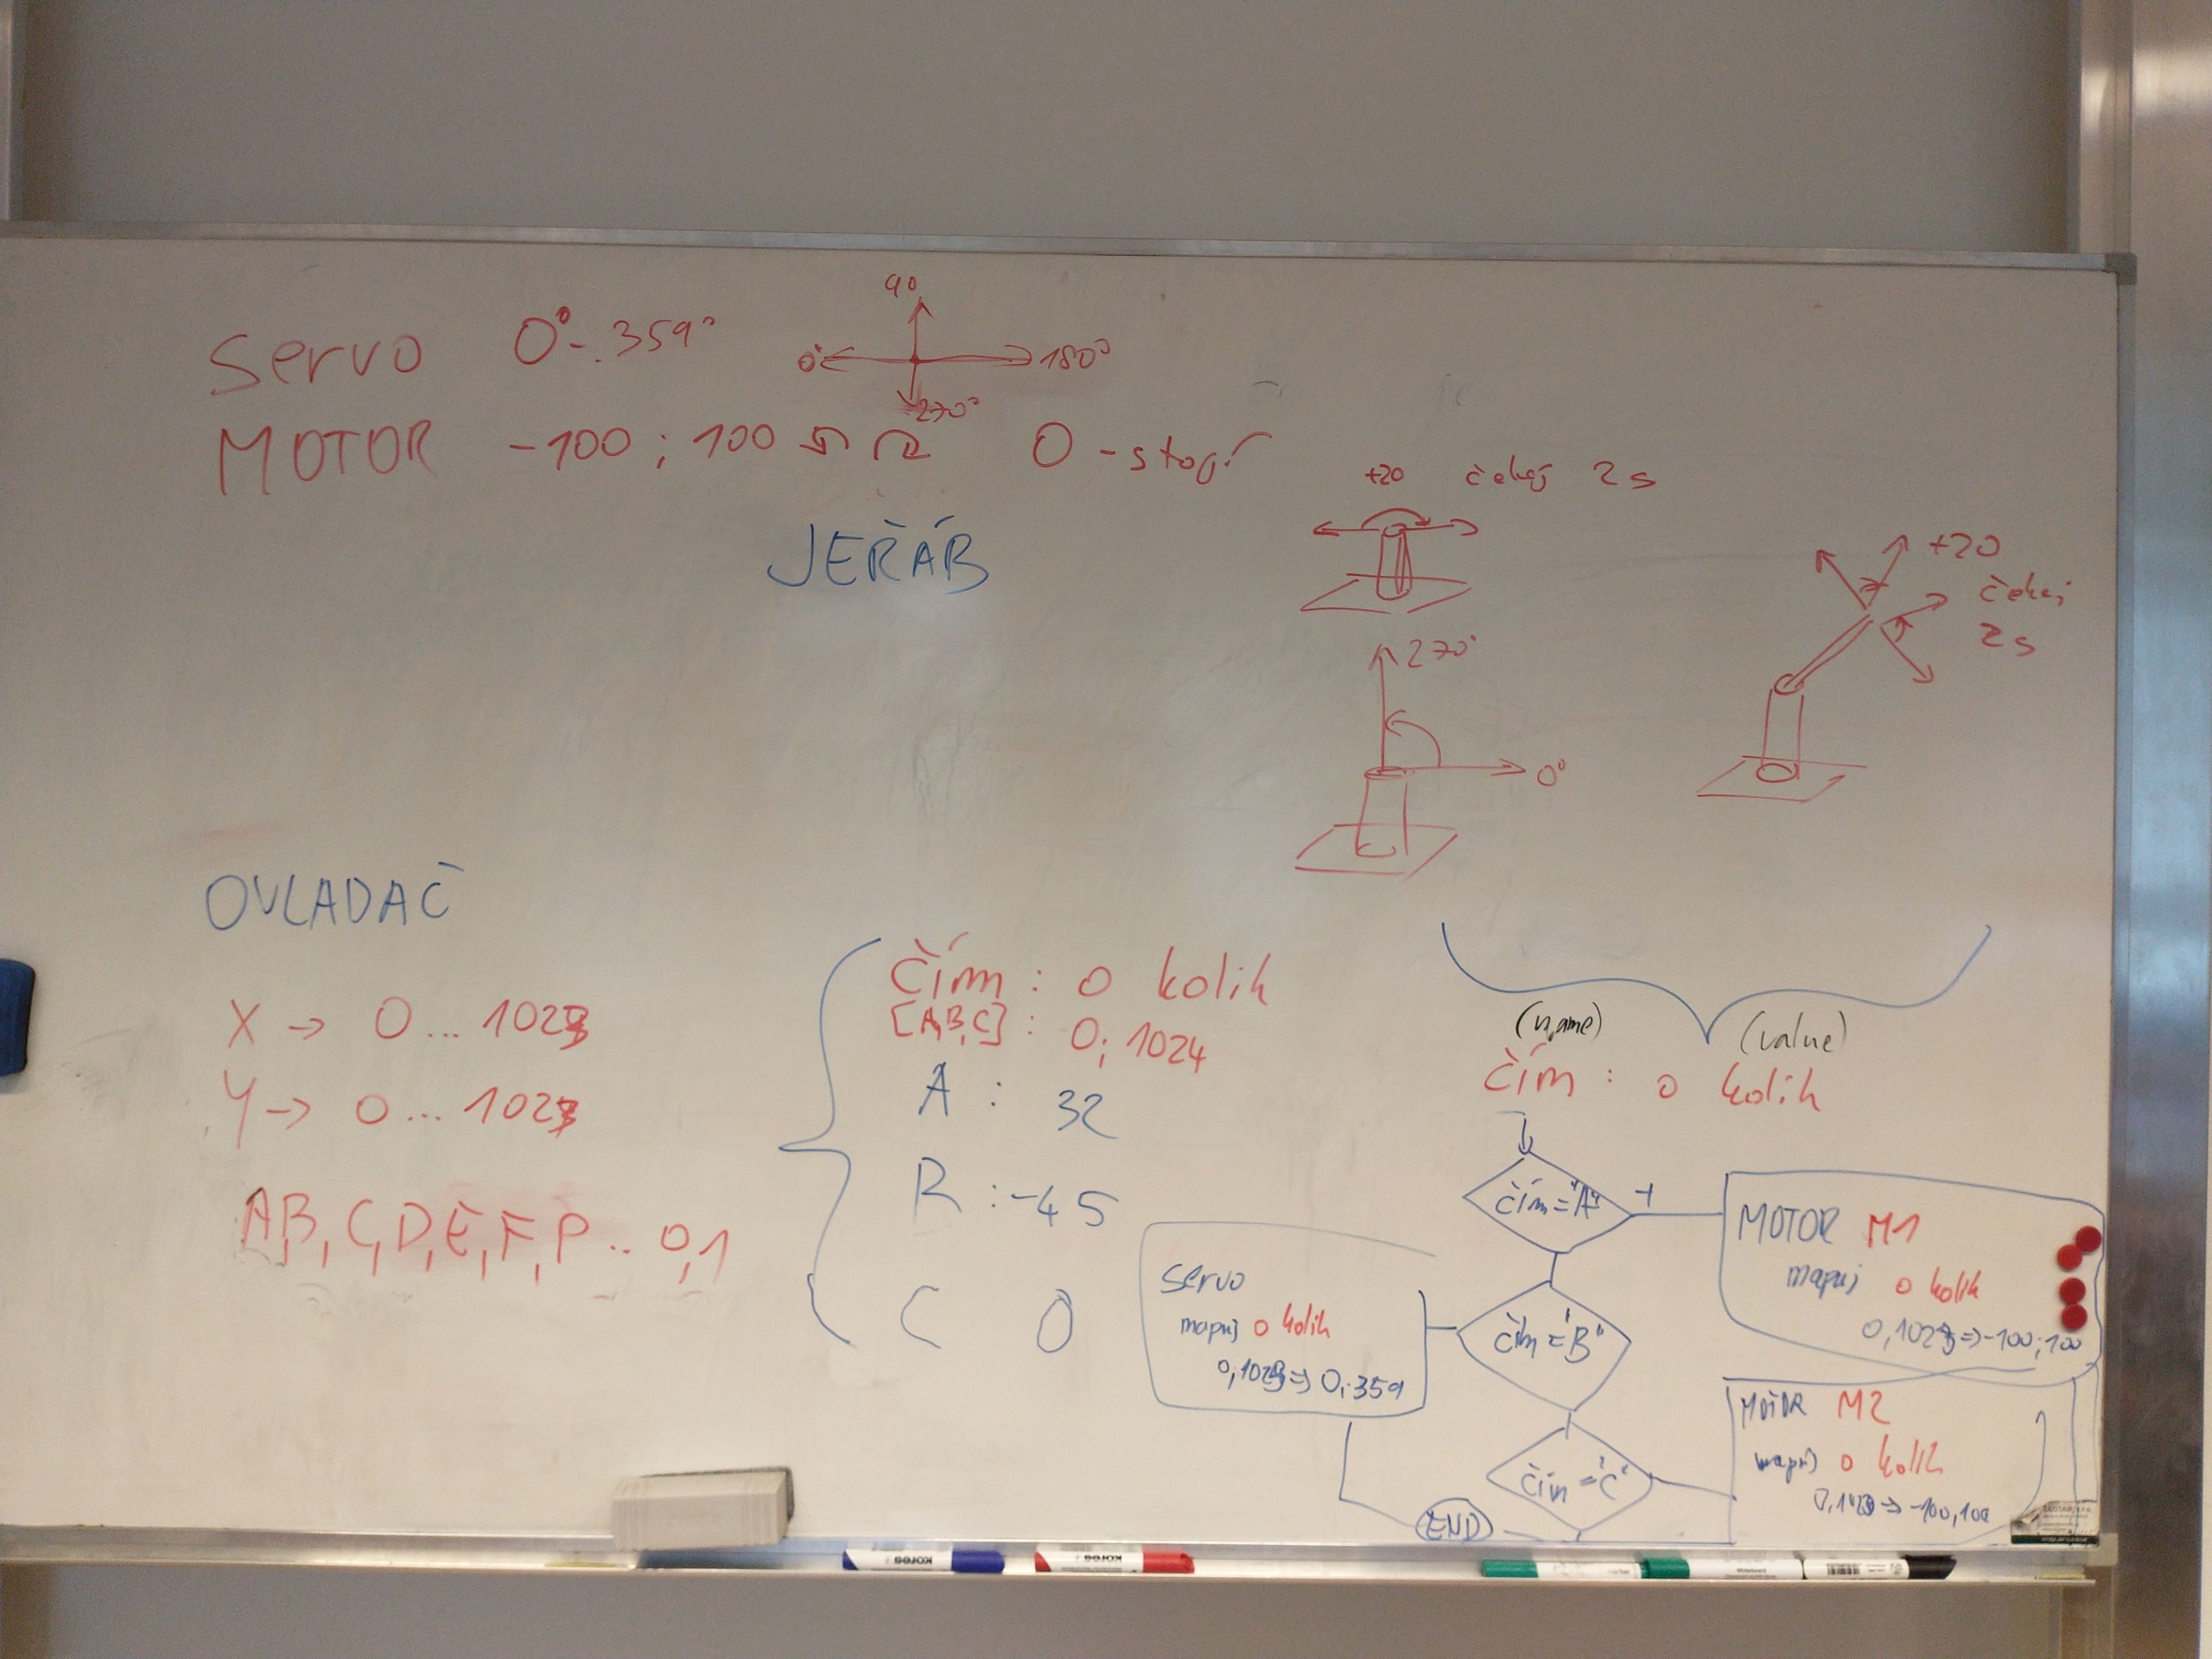 servo 0°-.359°
90
0° 180°
270°
MOTOR -100 ; 100 0 - stojí
+20 čekej 2s
JEŘÁB
+20
čekej
2s
270°
0°
OVLADAČ
X → 0 ... 1023
Y → 0 ... 1023
A,B,C,D,E,F,P .. 0,1
čím : o kolik
[A,B,C] : 0; 1024
A : 32
R : -45
C 0
(name) (value)
čím : o kolik
čím="A" +
MOTOR M1
mapuj o kolik
0,1023 => -100;100
čím="B"
servo
mapuj o kolik
0,1023 => 0;359
čím="C"
MOTOR M2
mapuj o kolik
0,1023 => -100,100
END
KORES
KORES